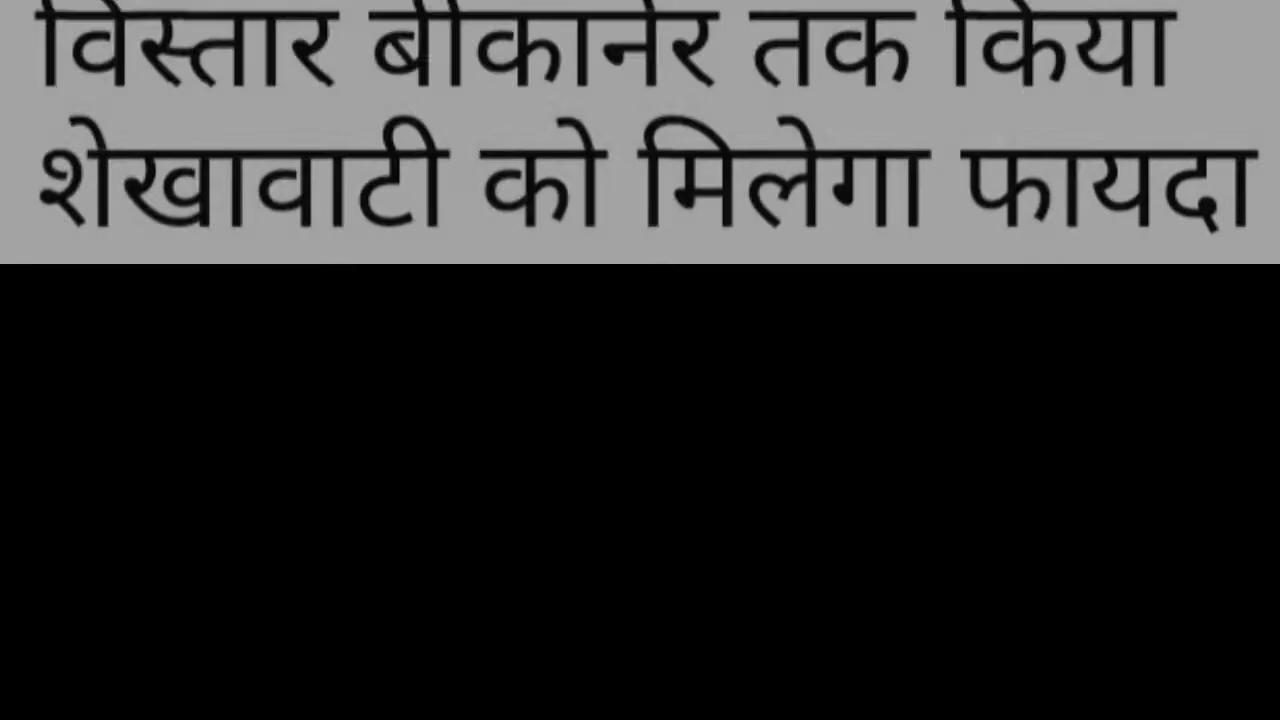 विस्तार बीकानेर तक किया
शेखावाटी को मिलेगा फायदा